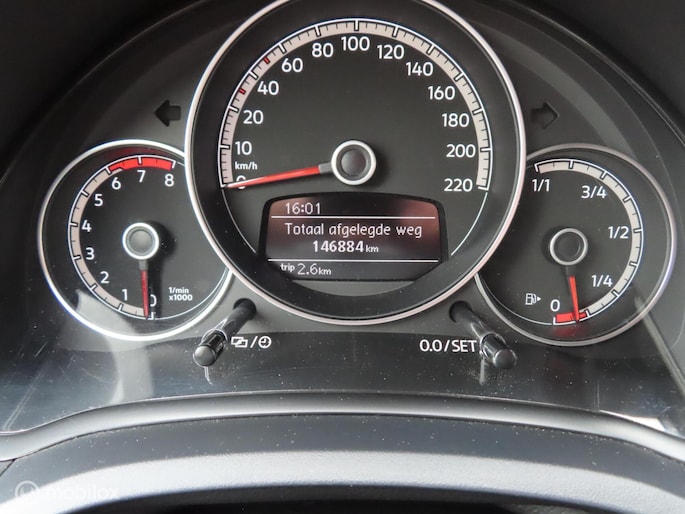 80 100 120
60 140
40 160
20 180
10 200
km/h 220
0 220
16:01
Totaal afgelegde weg
146884 km
trip 2.6km
6 7 8
5
4
3
2
1 0
1/min
x1000
1/1 3/4
1/2
1/4
0
0.0/SET
mobilox